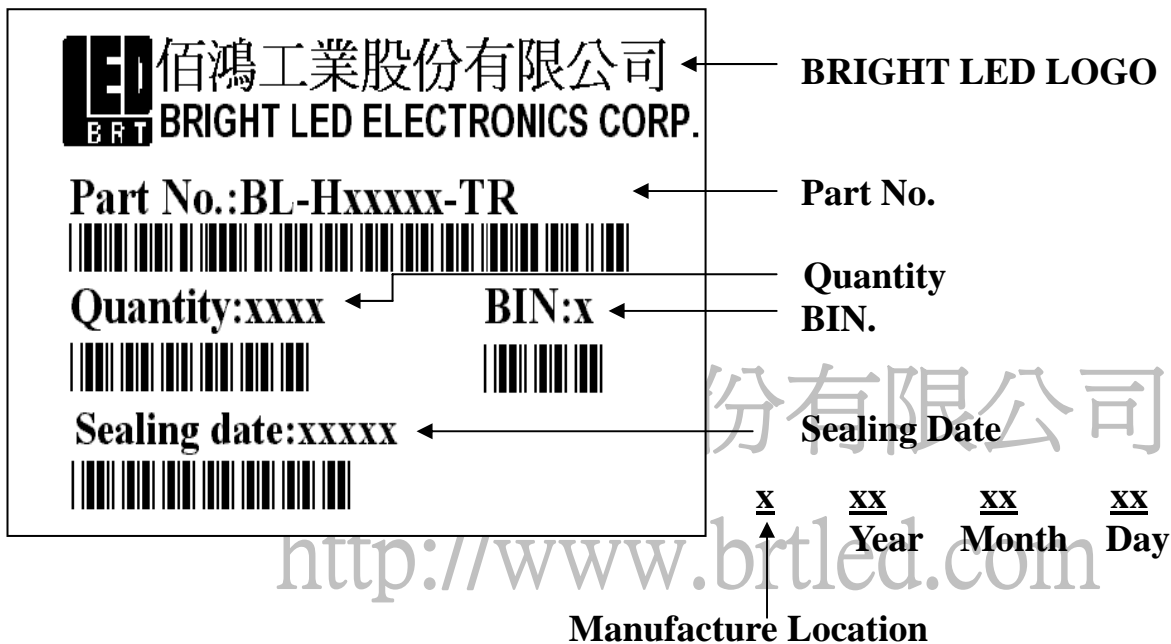 LED 佰鴻工業股份有限公司
BRT BRIGHT LED ELECTRONICS CORP.
BRIGHT LED LOGO
Part No.:BL-Hxxxxx-TR
Part No.
Quantity:xxxx
BIN:x
Quantity
BIN.
份有限公司
Sealing date:xxxxx
Sealing Date
x xx xx xx
Year Month Day
http://www.brtled.com
Manufacture Location